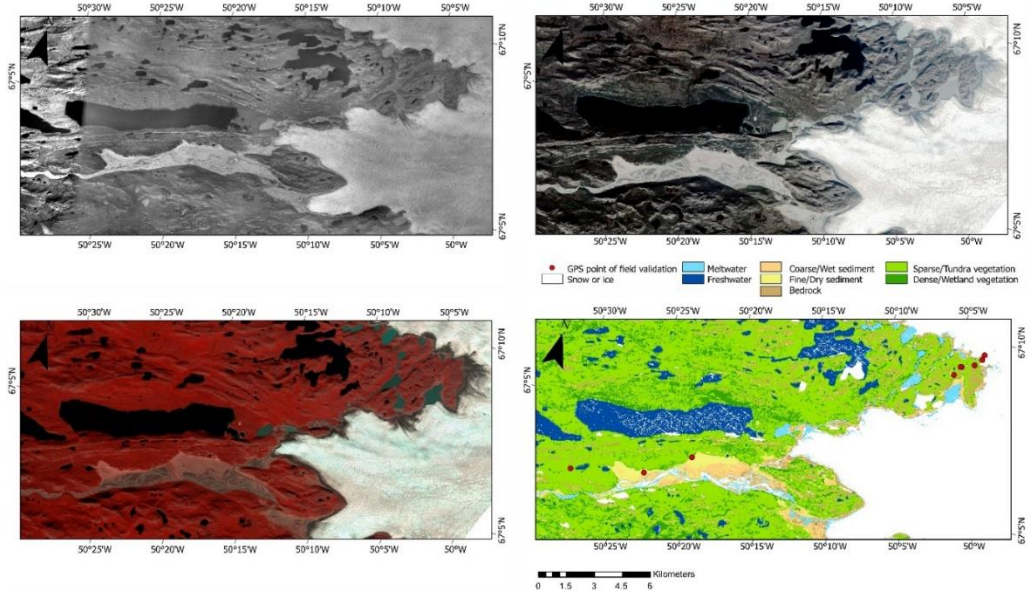 50°30'W 50°25'W 50°20'W 50°15'W 50°10'W 50°5'W
67°10'N
67°5'N
67°5'N
50°25'W 50°20'W 50°15'W 50°10'W 50°5'W 50°W
50°30'W 50°25'W 50°20'W 50°15'W 50°10'W 50°5'W
67°10'N
67°5'N
67°5'N
50°25'W 50°20'W 50°15'W 50°10'W 50°5'W 50°W
GPS point of field validation
Snow or ice
Meltwater
Freshwater
Coarse/Wet sediment
Fine/Dry sediment
Bedrock
Sparse/Tundra vegetation
Dense/Wetland vegetation
50°30'W 50°25'W 50°20'W 50°15'W 50°10'W 50°5'W
67°10'N
67°5'N
67°5'N
50°25'W 50°20'W 50°15'W 50°10'W 50°5'W 50°W
50°30'W 50°25'W 50°20'W 50°15'W 50°10'W 50°5'W
N
67°10'N
67°5'N
67°5'N
50°25'W 50°20'W 50°15'W 50°10'W 50°5'W 50°W
Kilometers
0 1.5 3 4.5 6